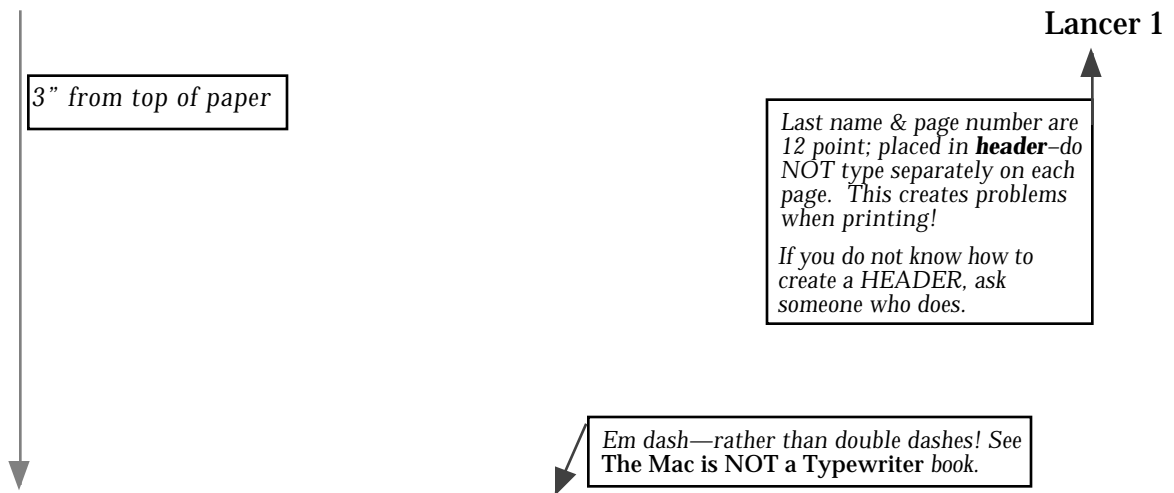 Lancer 1
3” from top of paper
Last name & page number are
12 point; placed in header–do
NOT type separately on each
page.  This creates problems
when printing!
If you do not know how to
create a HEADER, ask
someone who does.
Em dash—rather than double dashes! See
The Mac is NOT a Typewriter book.